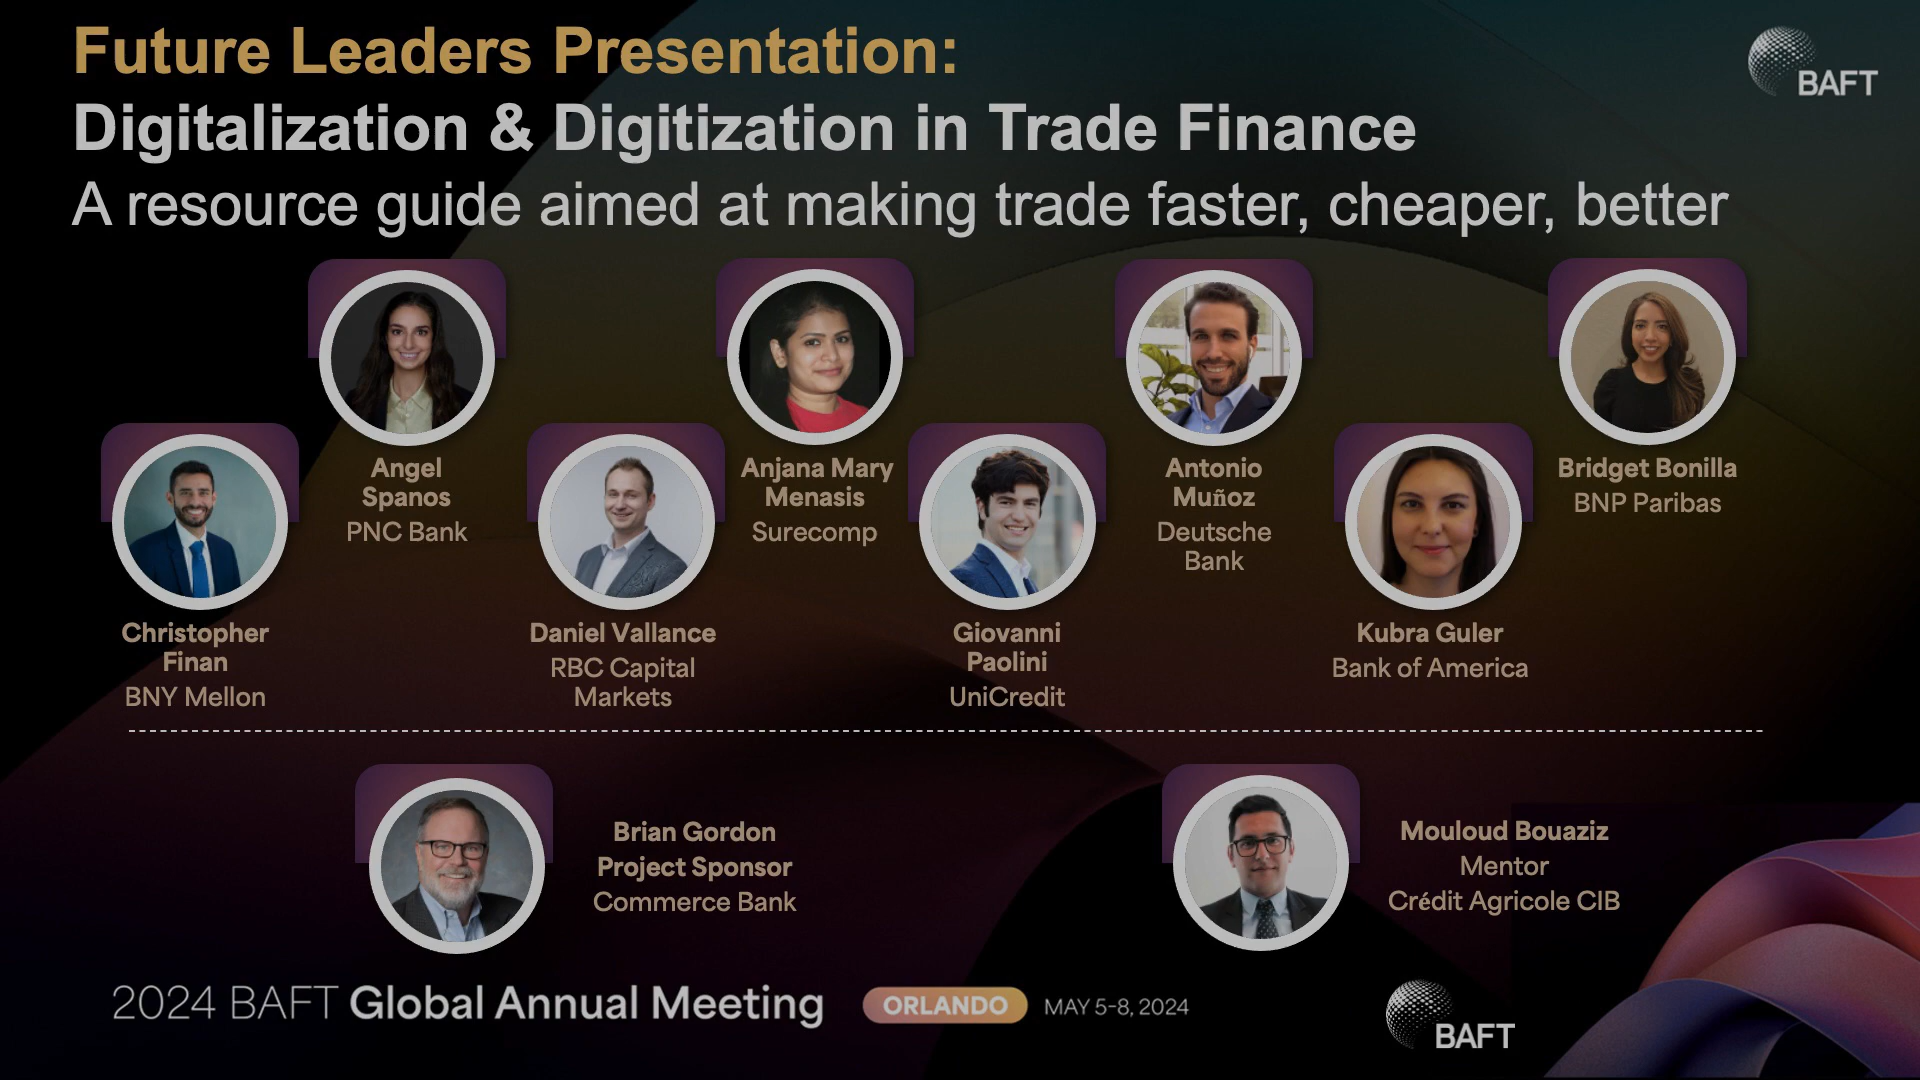 Future Leaders Presentation:
Digitalization & Digitization in Trade Finance
A resource guide aimed at making trade faster, cheaper, better
BAFT
Angel
Spanos
PNC Bank
Anjana Mary
Menasis
Surecomp
Antonio
Muñoz
Deutsche
Bank
Bridget Bonilla
BNP Paribas
Christopher
Finan
BNY Mellon
Daniel Vallance
RBC Capital
Markets
Giovanni
Paolini
UniCredit
Kubra Guler
Bank of America
Brian Gordon
Project Sponsor
Commerce Bank
Mouloud Bouaziz
Mentor
Crédit Agricole CIB
2024 BAFT Global Annual Meeting
ORLANDO
MAY 5-8, 2024
BAFT